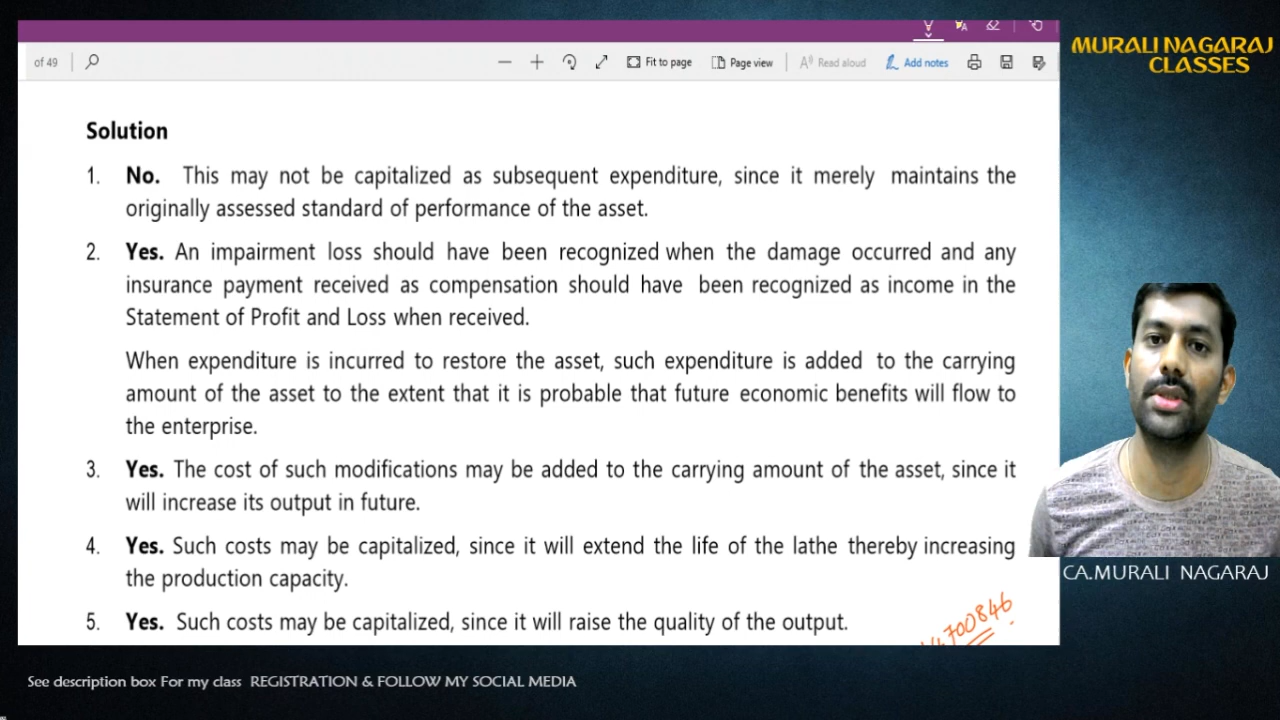 MURALI NAGARAJ
CLASSES
of 49
Fit to page
Page view
Read aloud
Add notes
Solution
1. No. This may not be capitalized as subsequent expenditure, since it merely maintains the
originally assessed standard of performance of the asset.
2. Yes. An impairment loss should have been recognized when the damage occurred and any
insurance payment received as compensation should have been recognized as income in the
Statement of Profit and Loss when received.
When expenditure is incurred to restore the asset, such expenditure is added to the carrying
amount of the asset to the extent that it is probable that future economic benefits will flow to
the enterprise.
3. Yes. The cost of such modifications may be added to the carrying amount of the asset, since it
will increase its output in future.
4. Yes. Such costs may be capitalized, since it will extend the life of the lathe thereby increasing
the production capacity.
5. Yes. Such costs may be capitalized, since it will raise the quality of the output.
700846
CA.MURALI NAGARAJ
See description box For my class REGISTRATION & FOLLOW MY SOCIAL MEDIA